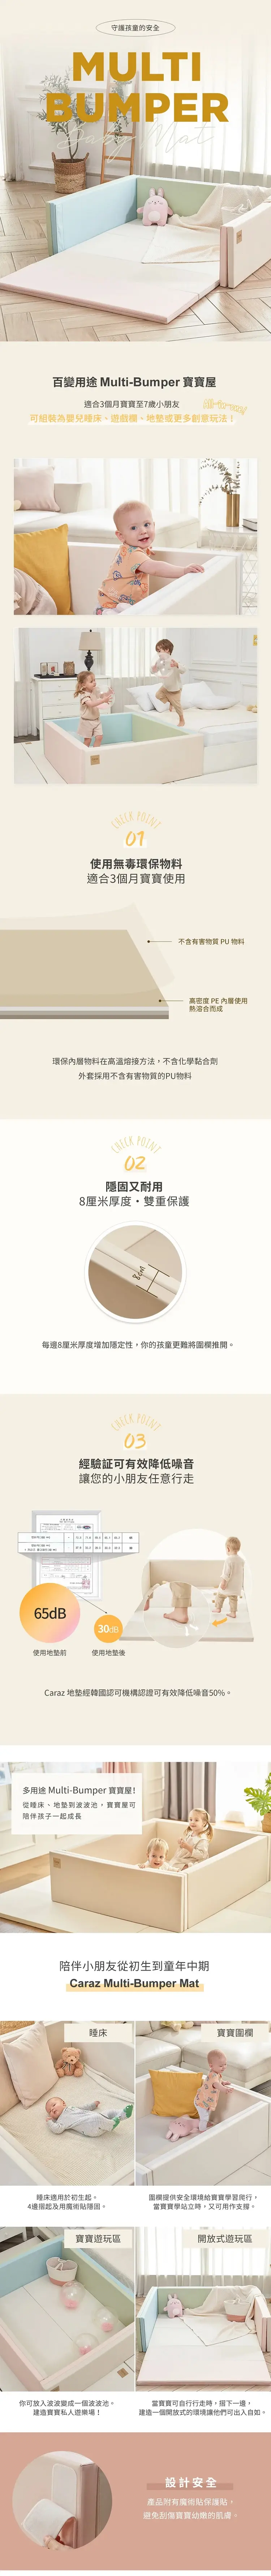 守護孩童的安全
MULTI
BUMPER
Baby Mat
百變用途 Multi-Bumper 寶寶屋
適合3個月寶寶至7歲小朋友
All-in-one!
可組裝為嬰兒睡床、遊戲欄、地墊或更多創意玩法！
CHECK POINT
01
使用無毒環保物料
適合3個月寶寶使用
不含有害物質 PU 物料
高密度 PE 內層使用
熱溶合而成
環保內層物料在高溫熔接方法，不含化學黏合劑
外套採用不含有害物質的PU物料
CHECK POINT
02
隱固又耐用
8厘米厚度・雙重保護
8cm
每邊8厘米厚度增加隱定性，你的孩童更難將圍欄推開。
CHECK POINT
03
經驗証可有效降低噪音
讓您的小朋友任意行走
65dB
30dB
使用地墊前
使用地墊後
Caraz 地墊經韓國認可機構認證可有效降低噪音50%。
多用途 Multi-Bumper 寶寶屋!
從睡床、地墊到波波池，寶寶屋可
陪伴孩子一起成長
陪伴小朋友從初生到童年中期
Caraz Multi-Bumper Mat
睡床
寶寶圍欄
睡床適用於初生起。
4邊摺起及用魔術貼隱固。
圍欄提供安全環境給寶寶學習爬行，
當寶寶學站立時，又可用作支撐。
寶寶遊玩區
開放式遊玩區
你可放入波波變成一個波波池。
建造寶寶私人遊樂場！
當寶寶可自行行走時，摺下一邊，
建造一個開放式的環境讓他們可出入自如。
設計安全
產品附有魔術貼保護貼，
避免刮傷寶寶幼嫩的肌膚。